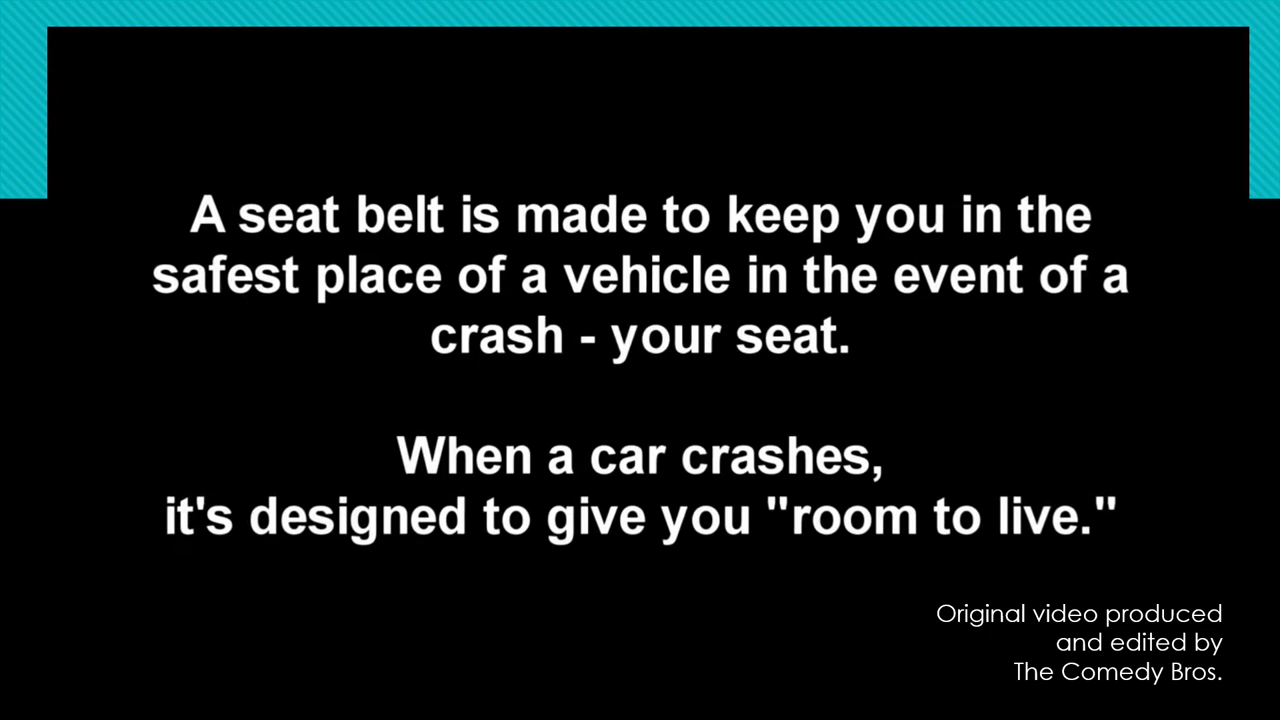 A seat belt is made to keep you in the
safest place of a vehicle in the event of a
crash - your seat.
When a car crashes,
it's designed to give you "room to live."
Original video produced
and edited by
The Comedy Bros.